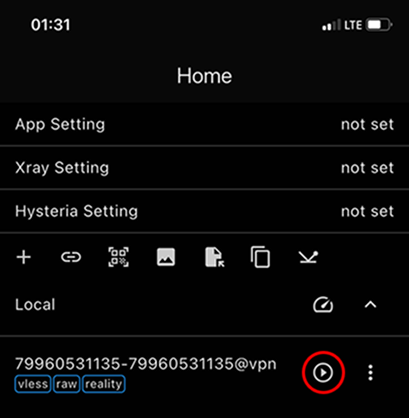 01:31 LTE
Home
App Setting not set
Xray Setting not set
Hysteria Setting not set
Local
79960531135-79960531135@vpn
vless raw reality